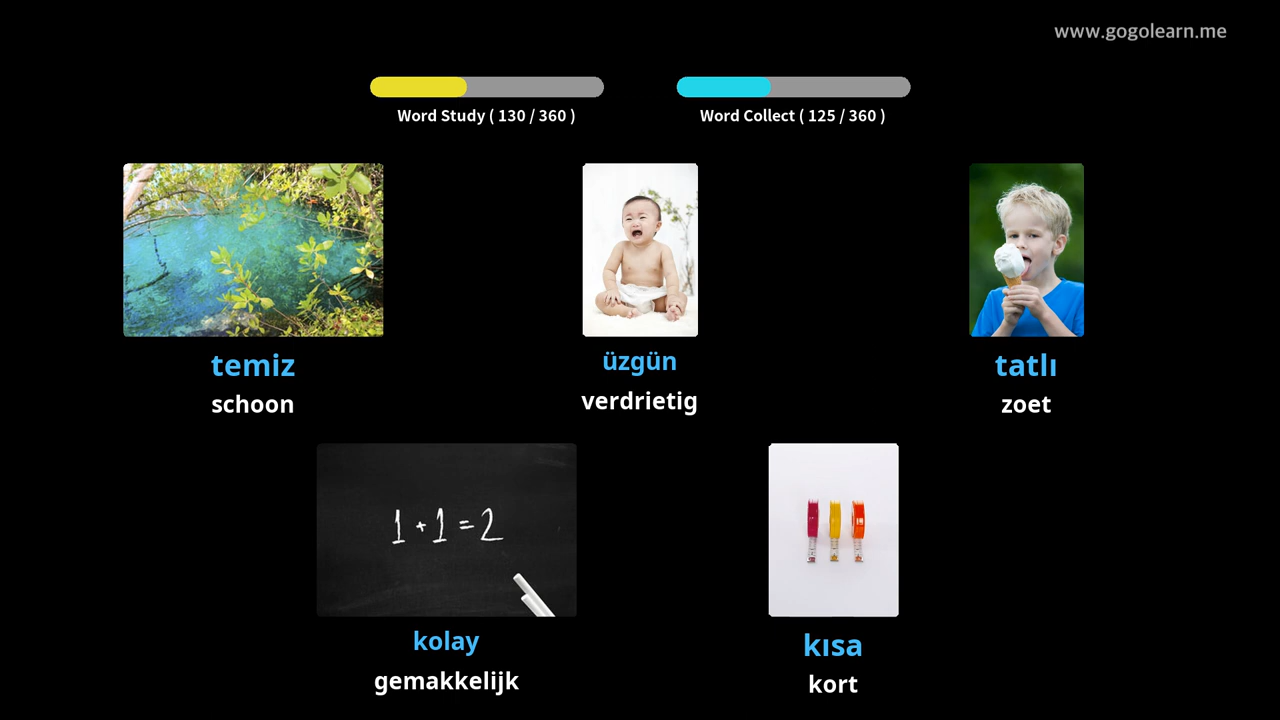 www.gogolearn.me
Word Study ( 130 / 360 )
Word Collect ( 125 / 360 )
temiz
schoon
üzgün
verdrietig
tatlı
zoet
1 + 1 = 2
kolay
gemakkelijk
kısa
kort